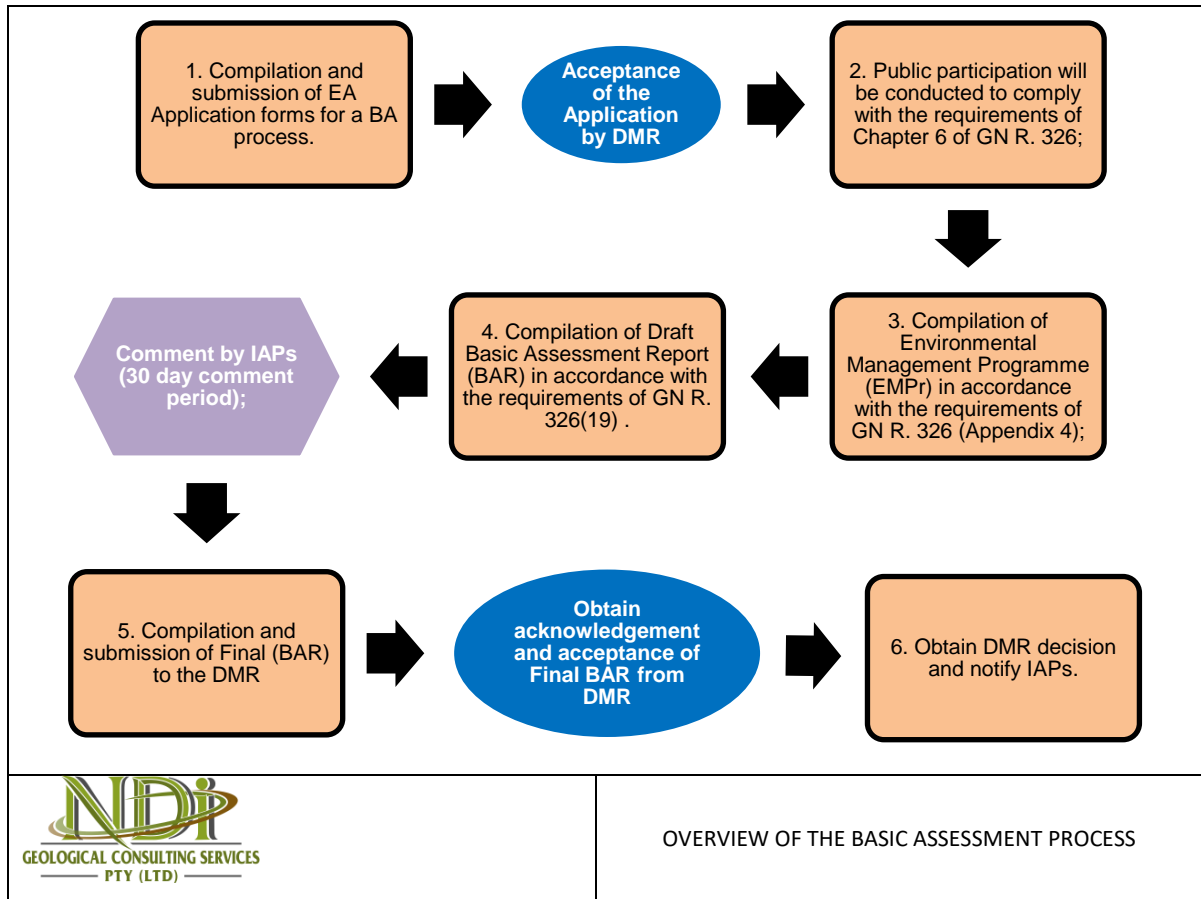 1. Compilation and
submission of EA
Application forms for a BA
process.
Acceptance
of the
Application
by DMR
2. Public participation will
be conducted to comply
with the requirements of
Chapter 6 of GN R. 326;
3. Compilation of
Environmental
Management Programme
(EMPr) in accordance
with the requirements of
GN R. 326 (Appendix 4);
4. Compilation of Draft
Basic Assessment Report
(BAR) in accordance with
the requirements of GN R.
326(19) .
Comment by IAPs
(30 day comment
period);
5. Compilation and
submission of Final (BAR)
to the DMR
Obtain
acknowledgement
and acceptance of
Final BAR from
DMR
6. Obtain DMR decision
and notify IAPs.
NDi
GEOLOGICAL CONSULTING SERVICES
PTY (LTD)
OVERVIEW OF THE BASIC ASSESSMENT PROCESS